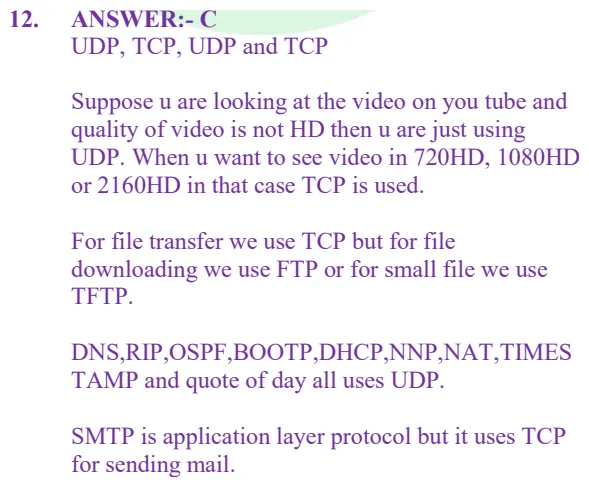 12. ANSWER:- C
UDP, TCP, UDP and TCP
Suppose u are looking at the video on you tube and
quality of video is not HD then u are just using
UDP. When u want to see video in 720HD, 1080HD
or 2160HD in that case TCP is used.
For file transfer we use TCP but for file
downloading we use FTP or for small file we use
TFTP.
DNS,RIP,OSPF,BOOTP,DHCP,NNP,NAT,TIMES
TAMP and quote of day all uses UDP.
SMTP is application layer protocol but it uses TCP
for sending mail.